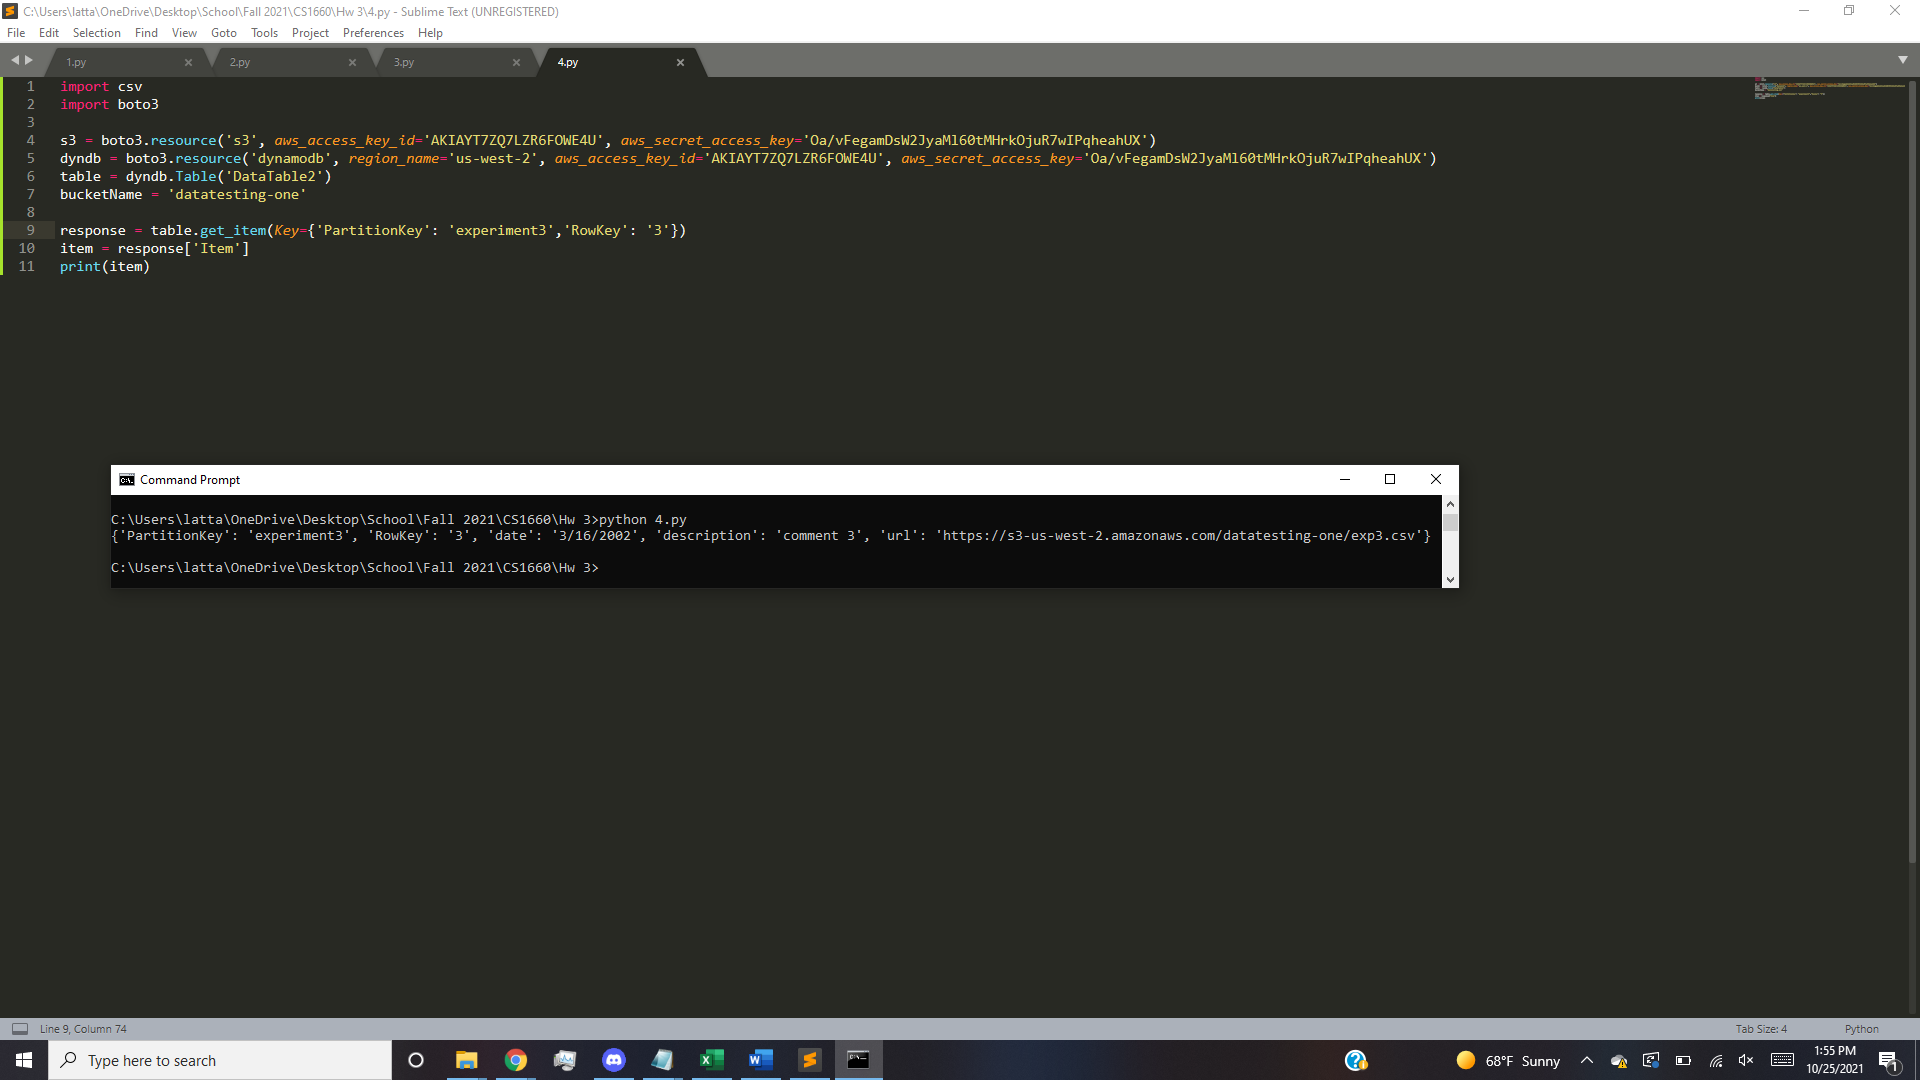 C:\Users\latta\OneDrive\Desktop\School\Fall 2021\CS1660\Hw 3\4.py - Sublime Text (UNREGISTERED)
File Edit Selection Find View Goto Tools Project Preferences Help
1.py 2.py 3.py 4.py
1 import csv
2 import boto3
3
4 s3 = boto3.resource('s3', aws_access_key_id='AKIAYT7ZQ7LZR6FOWE4U', aws_secret_access_key='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')
5 dyndb = boto3.resource('dynamodb', region_name='us-west-2', aws_access_key_id='AKIAYT7ZQ7LZR6FOWE4U', aws_secret_access_key='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')
6 table = dyndb.Table('DataTable2')
7 bucketName = 'datatesting-one'
8
9 response = table.get_item(Key={'PartitionKey': 'experiment3','RowKey': '3'})
10 item = response['Item']
11 print(item)
Command Prompt
C:\Users\latta\OneDrive\Desktop\School\Fall 2021\CS1660\Hw 3>python 4.py
{'PartitionKey': 'experiment3', 'RowKey': '3', 'date': '3/16/2002', 'description': 'comment 3', 'url': 'https://s3-us-west-2.amazonaws.com/datatesting-one/exp3.csv'}
C:\Users\latta\OneDrive\Desktop\School\Fall 2021\CS1660\Hw 3>
Line 9, Column 74
Tab Size: 4 Python
Type here to search
68°F Sunny
1:55 PM
10/25/2021
1